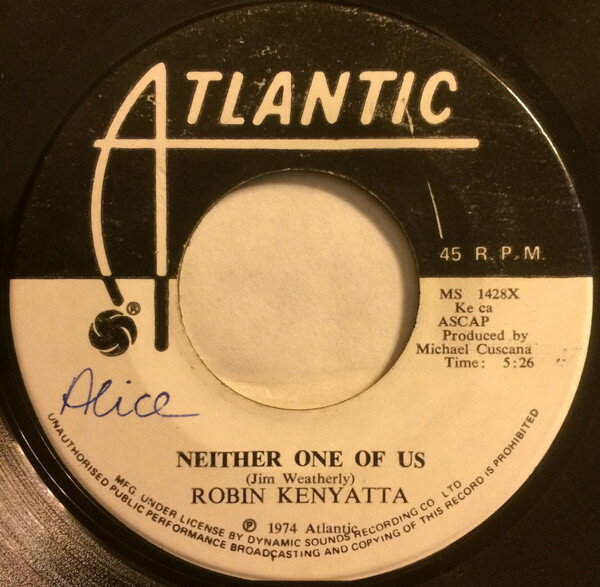 ATLANTIC
45 R.P.M.
®
MS 1428X
Ke ca
ASCAP
Produced by
Michael Cuscana
Time: 5:26
Alice
NEITHER ONE OF US
(Jim Weatherly)
ROBIN KENYATTA
℗ 1974 Atlantic
MFG. UNDER LICENSE BY DYNAMIC SOUNDS RECORDING CO LTD
UNAUTHORISED PUBLIC PERFORMANCE BROADCASTING AND COPYING OF THIS RECORD IS PROHIBITED